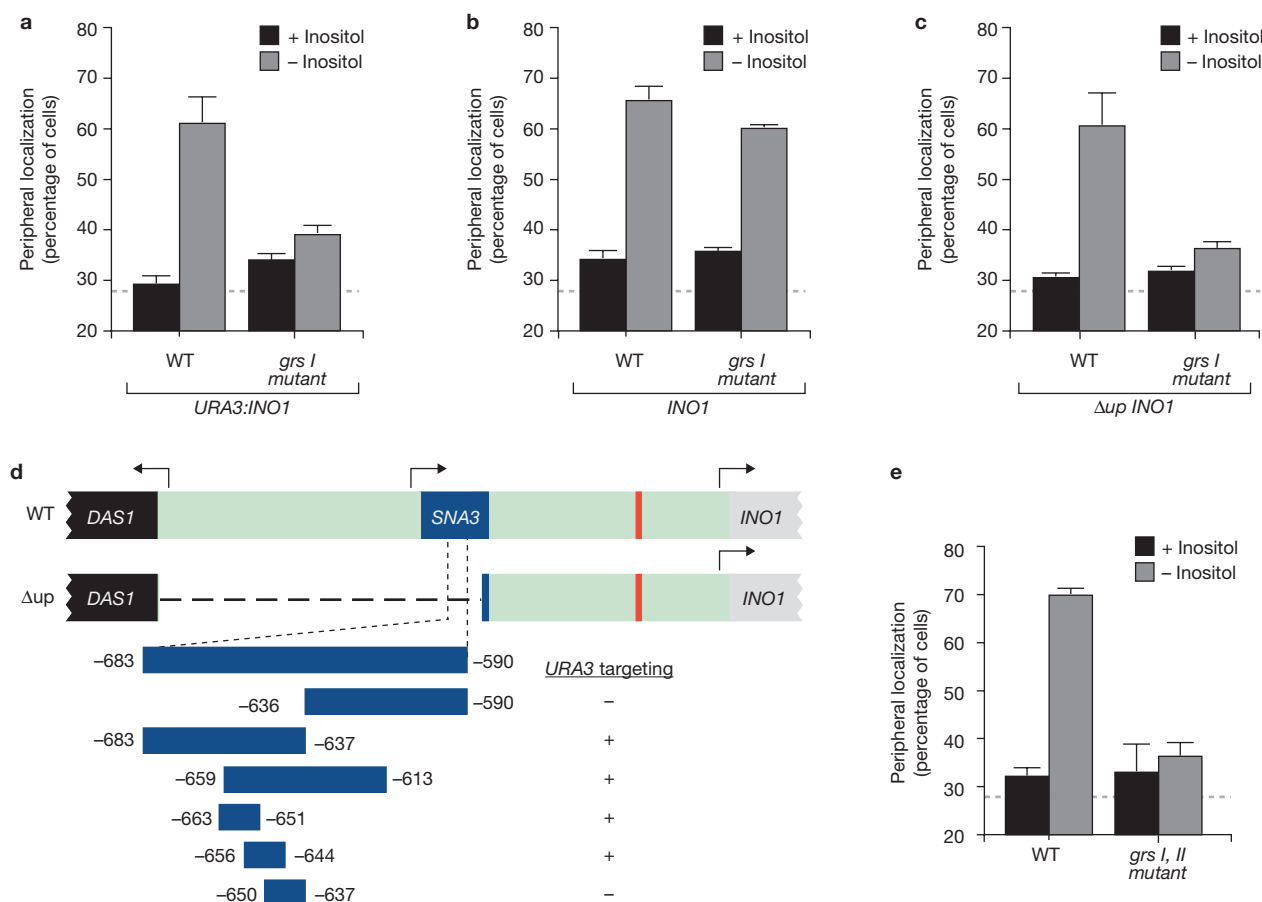 a
Peripheral localization
(percentage of cells)
80
70
60
50
40
30
20
+ Inositol
– Inositol
WT
grs I
mutant
URA3:INO1
b
Peripheral localization
(percentage of cells)
80
70
60
50
40
30
20
+ Inositol
– Inositol
WT
grs I
mutant
INO1
c
Peripheral localization
(percentage of cells)
80
70
60
50
40
30
20
+ Inositol
– Inositol
WT
grs I
mutant
Δup INO1
d
WT DAS1 SNA3 INO1
Δup DAS1 INO1
–683 –590 URA3 targeting
–636 –590 –
–683 –637 +
–659 –613 +
–663 –651 +
–656 –644 +
–650 –637 –
e
Peripheral localization
(percentage of cells)
80
70
60
50
40
30
20
+ Inositol
– Inositol
WT
grs I, II
mutant